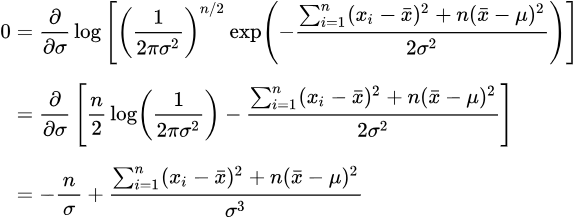 0 = ∂/∂σ log[(1/(2πσ²))^{n/2} exp(−(∑_{i=1}^{n}(x_i − x̄)² + n(x̄ − μ)²)/(2σ²))]
= ∂/∂σ [n/2 log(1/(2πσ²)) − (∑_{i=1}^{n}(x_i − x̄)² + n(x̄ − μ)²)/(2σ²)]
= −n/σ + (∑_{i=1}^{n}(x_i − x̄)² + n(x̄ − μ)²)/σ³